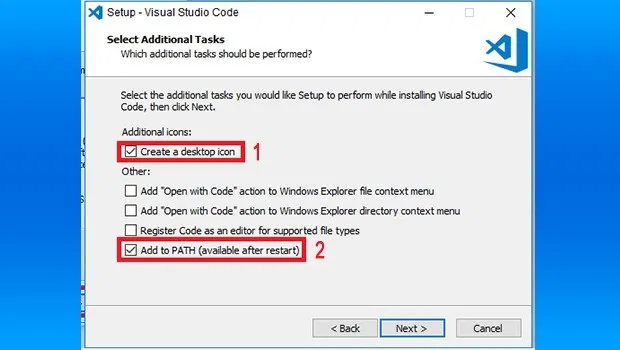 Setup - Visual Studio Code
Select Additional Tasks
Which additional tasks should be performed?
Select the additional tasks you would like Setup to perform while installing Visual Studio
Code, then click Next.
Additional icons:
Create a desktop icon 1
Other:
Add "Open with Code" action to Windows Explorer file context menu
Add "Open with Code" action to Windows Explorer directory context menu
Register Code as an editor for supported file types
Add to PATH (available after restart) 2
< Back Next > Cancel